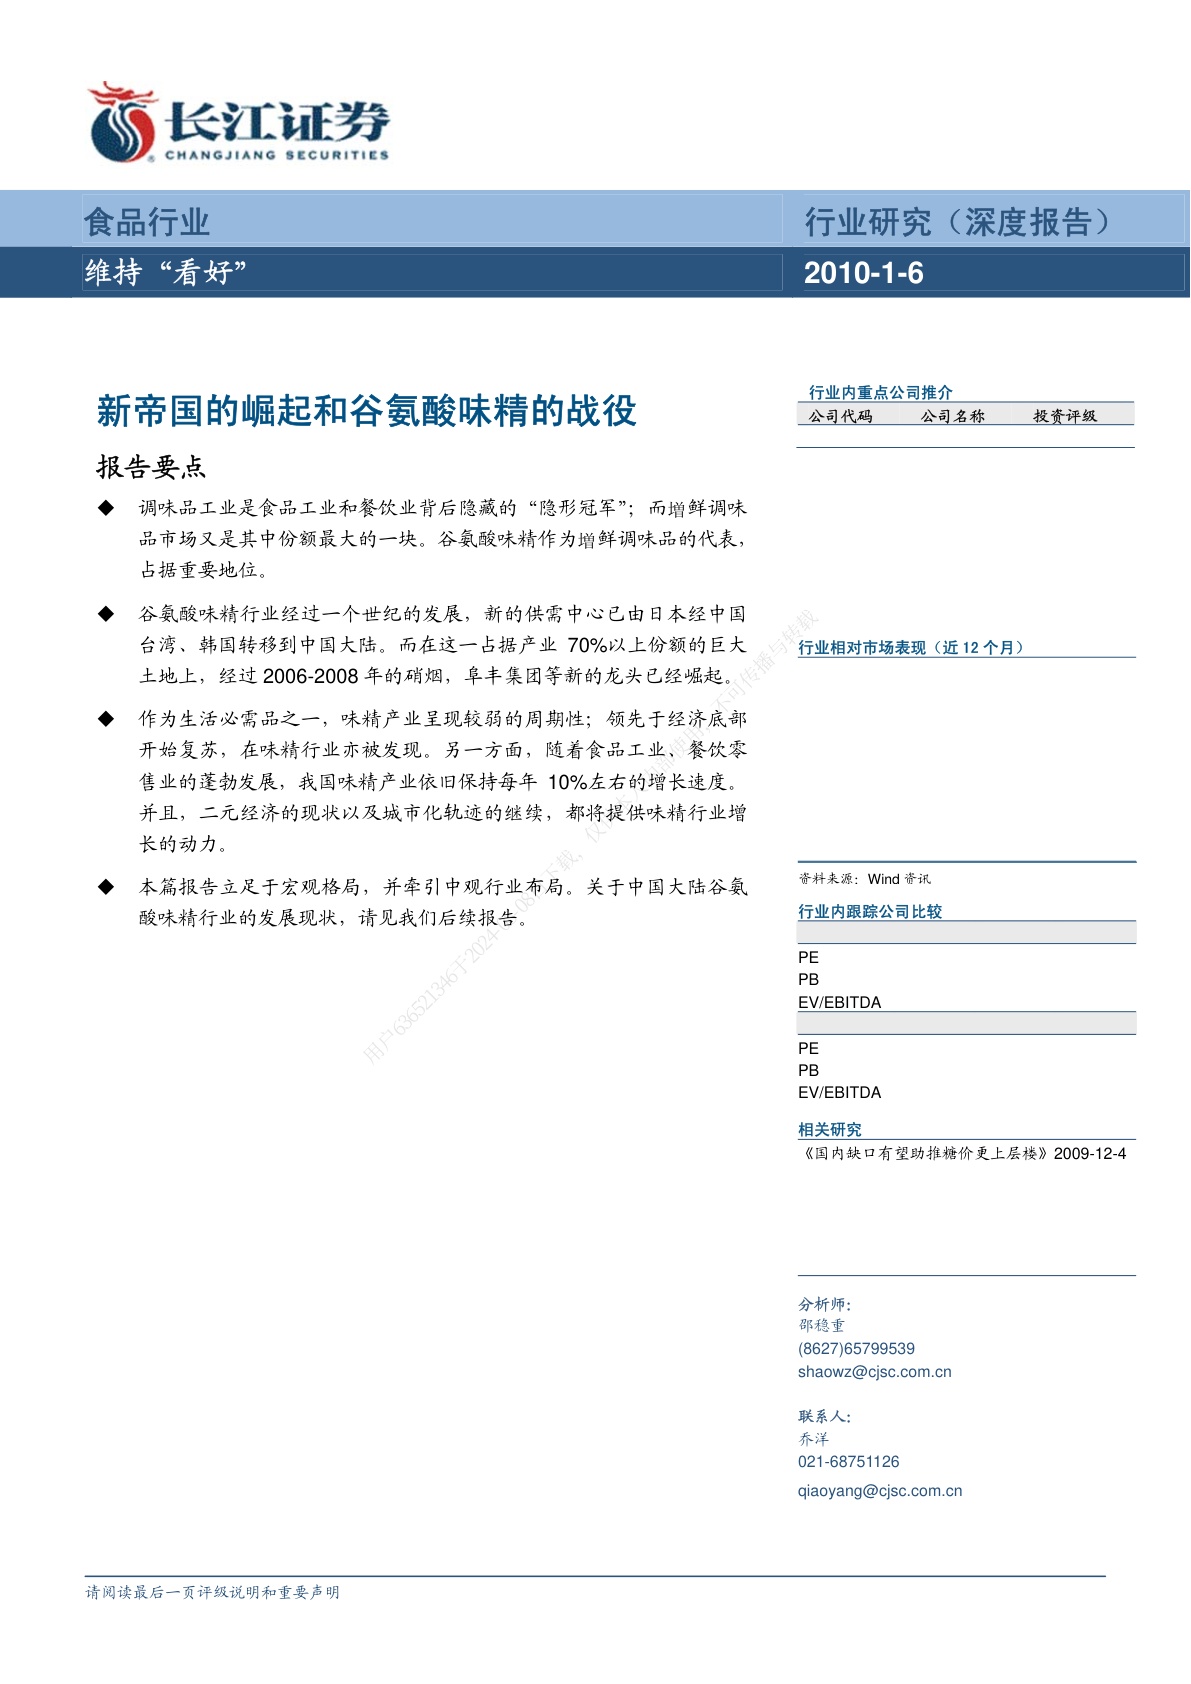 长江证券
CHANGJIANG SECURITIES
食品行业
行业研究（深度报告）
维持“看好”
2010-1-6
新帝国的崛起和谷氨酸味精的战役
报告要点
◆ 调味品工业是食品工业和餐饮业背后隐藏的“隐形冠军”；而增鲜调味
品市场又是其中份额最大的一块。谷氨酸味精作为增鲜调味品的代表，
占据重要地位。
◆ 谷氨酸味精行业经过一个世纪的发展，新的供需中心已由日本经中国
台湾、韩国转移到中国大陆。而在这一占据产业 70%以上份额的巨大
土地上，经过 2006-2008 年的硝烟，阜丰集团等新的龙头已经崛起。
◆ 作为生活必需品之一，味精产业呈现较弱的周期性；领先于经济底部
开始复苏，在味精行业亦被发现。另一方面，随着食品工业、餐饮零
售业的蓬勃发展，我国味精产业依旧保持每年 10%左右的增长速度。
并且，二元经济的现状以及城市化轨迹的继续，都将提供味精行业增
长的动力。
◆ 本篇报告立足于宏观格局，并牵引中观行业布局。关于中国大陆谷氨
酸味精行业的发展现状，请见我们后续报告。
行业内重点公司推介
公司代码 公司名称 投资评级
行业相对市场表现（近 12 个月）
资料来源：Wind 资讯
行业内跟踪公司比较
PE
PB
EV/EBITDA
PE
PB
EV/EBITDA
相关研究
《国内缺口有望助推糖价更上层楼》2009-12-4
分析师：
邵稳重
(8627)65799539
shaowz@cjsc.com.cn
联系人：
乔洋
021-68751126
qiaoyang@cjsc.com.cn
请阅读最后一页评级说明和重要声明